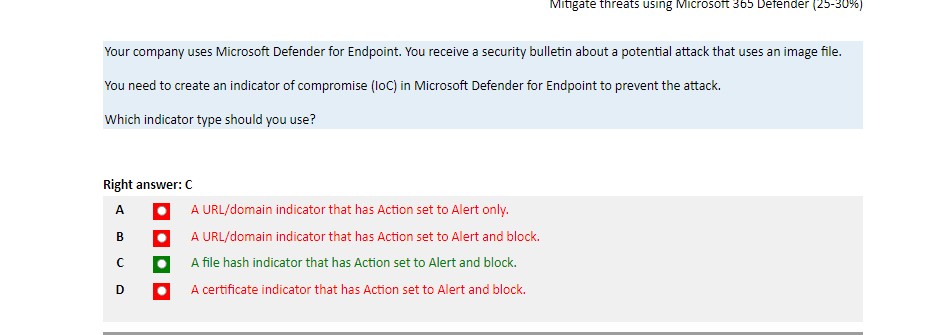 Mitigate threats using Microsoft 365 Defender (25-30%)
Your company uses Microsoft Defender for Endpoint. You receive a security bulletin about a potential attack that uses an image file.
You need to create an indicator of compromise (IoC) in Microsoft Defender for Endpoint to prevent the attack.
Which indicator type should you use?
Right answer: C
A A URL/domain indicator that has Action set to Alert only.
B A URL/domain indicator that has Action set to Alert and block.
C A file hash indicator that has Action set to Alert and block.
D A certificate indicator that has Action set to Alert and block.